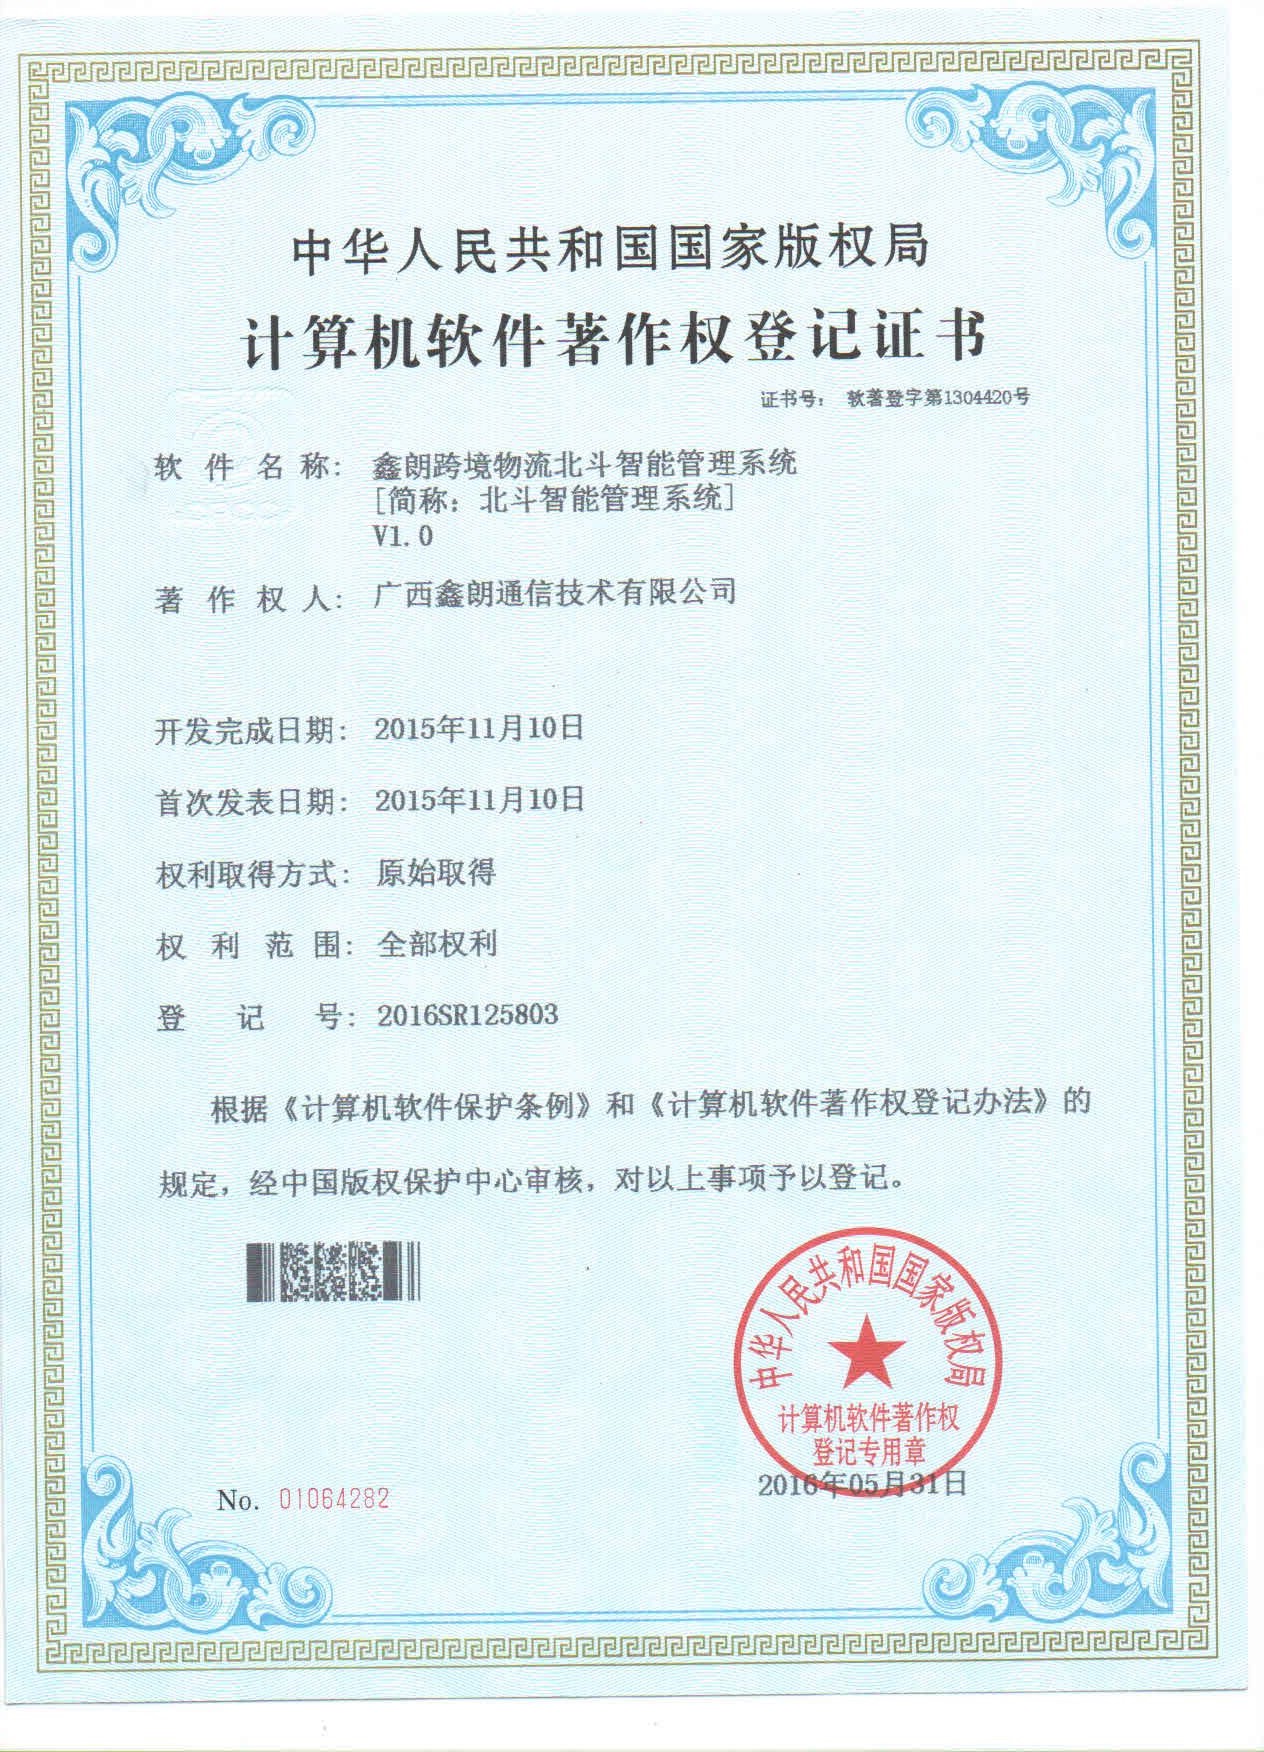 中华人民共和国国家版权局
计算机软件著作权登记证书
证书号： 软著登字第1304420号
软件名称： 鑫朗跨境物流北斗智能管理系统
[简称：北斗智能管理系统]
V1.0
著作权人： 广西鑫朗通信技术有限公司
开发完成日期： 2015年11月10日
首次发表日期： 2015年11月10日
权利取得方式： 原始取得
权利范围： 全部权利
登记号： 2016SR125803
根据《计算机软件保护条例》和《计算机软件著作权登记办法》的
规定，经中国版权保护中心审核，对以上事项予以登记。
中华人民共和国国家版权局
计算机软件著作权
登记专用章
2016年05月31日
No. 01064282